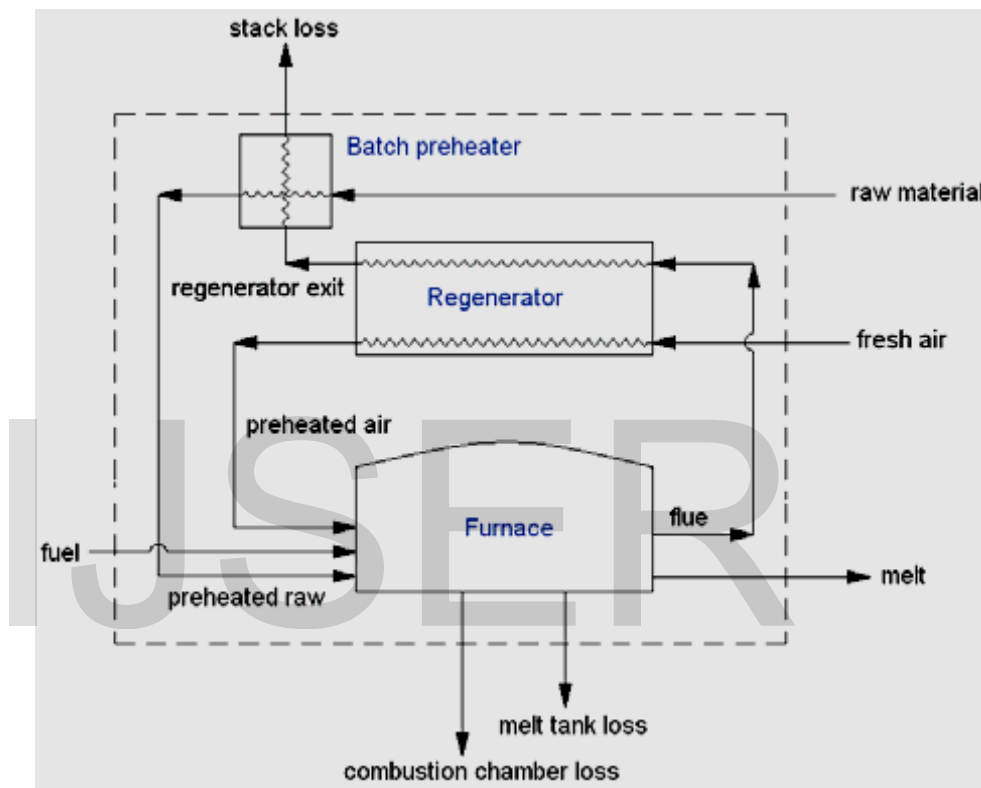 stack loss
Batch preheater
raw material
regenerator exit
Regenerator
fresh air
preheated air
Furnace
flue
fuel
melt
preheated raw
melt tank loss
combustion chamber loss
IJSER